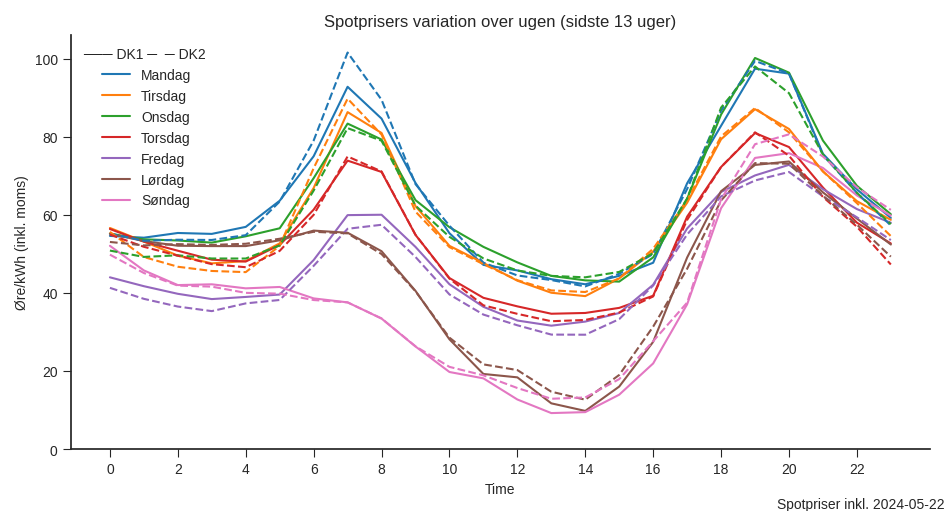 Spotprisers variation over ugen (sidste 13 uger)
DK1 DK2
Mandag
Tirsdag
Onsdag
Torsdag
Fredag
Lørdag
Søndag
Øre/kWh (inkl. moms)
100
80
60
40
20
0
0 2 4 6 8 10 12 14 16 18 20 22
Time
Spotpriser inkl. 2024-05-22